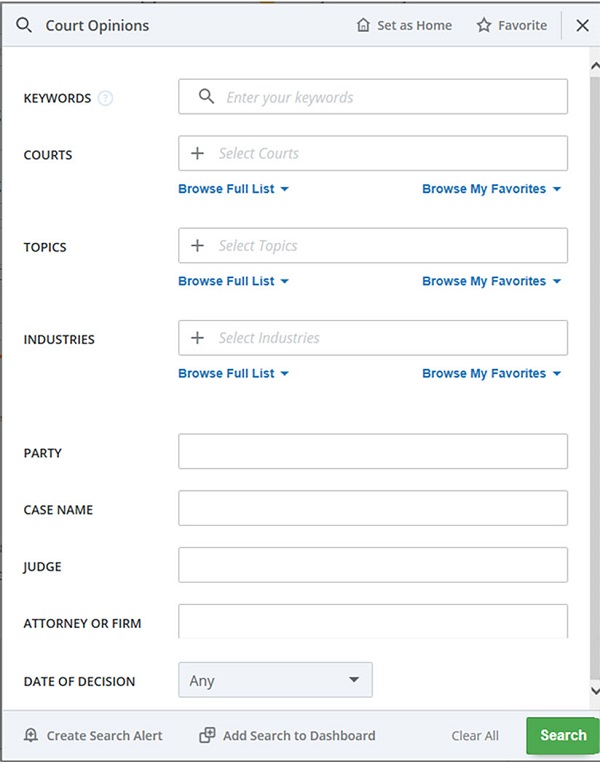 Court Opinions Set as Home Favorite
KEYWORDS ? Enter your keywords
COURTS Select Courts
Browse Full List Browse My Favorites
TOPICS Select Topics
Browse Full List Browse My Favorites
INDUSTRIES Select Industries
Browse Full List Browse My Favorites
PARTY
CASE NAME
JUDGE
ATTORNEY OR FIRM
DATE OF DECISION Any
Create Search Alert Add Search to Dashboard Clear All Search